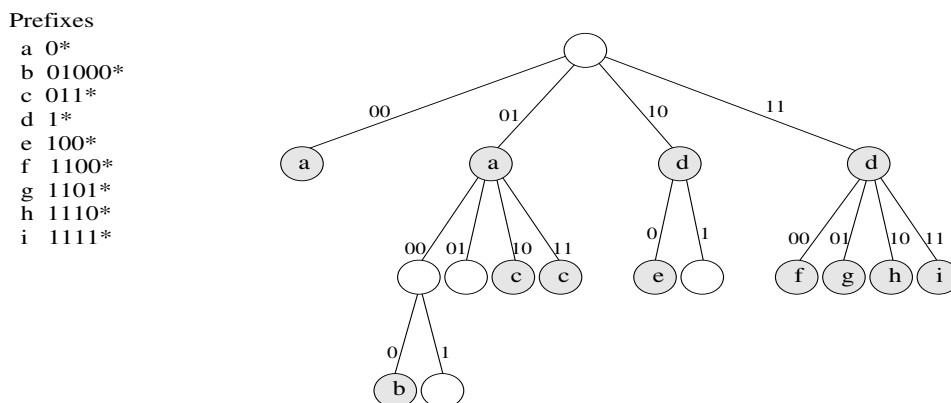 Prefixes
a 0*
b 01000*
c 011*
d 1*
e 100*
f 1100*
g 1101*
h 1110*
i 1111*
00 01 10 11
a a d d
00 01 10 11 0 1 00 01 10 11
c c e f g h i
0 1
b